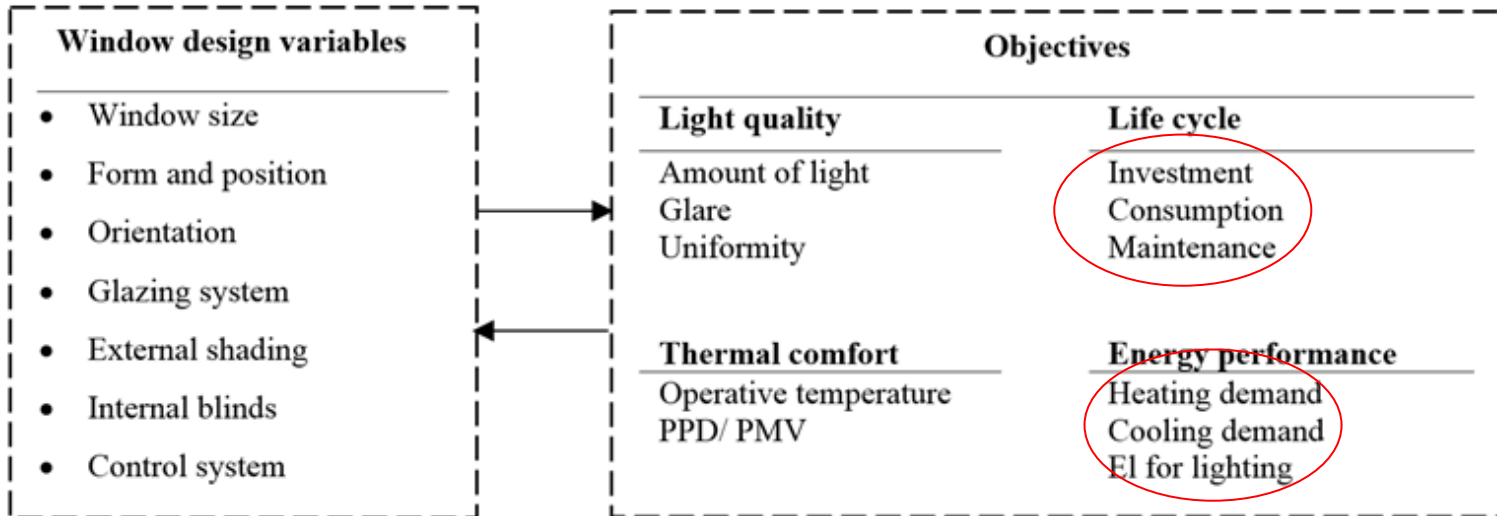 Window design variables
• Window size
• Form and position
• Orientation
• Glazing system
• External shading
• Internal blinds
• Control system
Objectives
Light quality
Amount of light
Glare
Uniformity
Life cycle
Investment
Consumption
Maintenance
Thermal comfort
Operative temperature
PPD/ PMV
Energy performance
Heating demand
Cooling demand
El for lighting